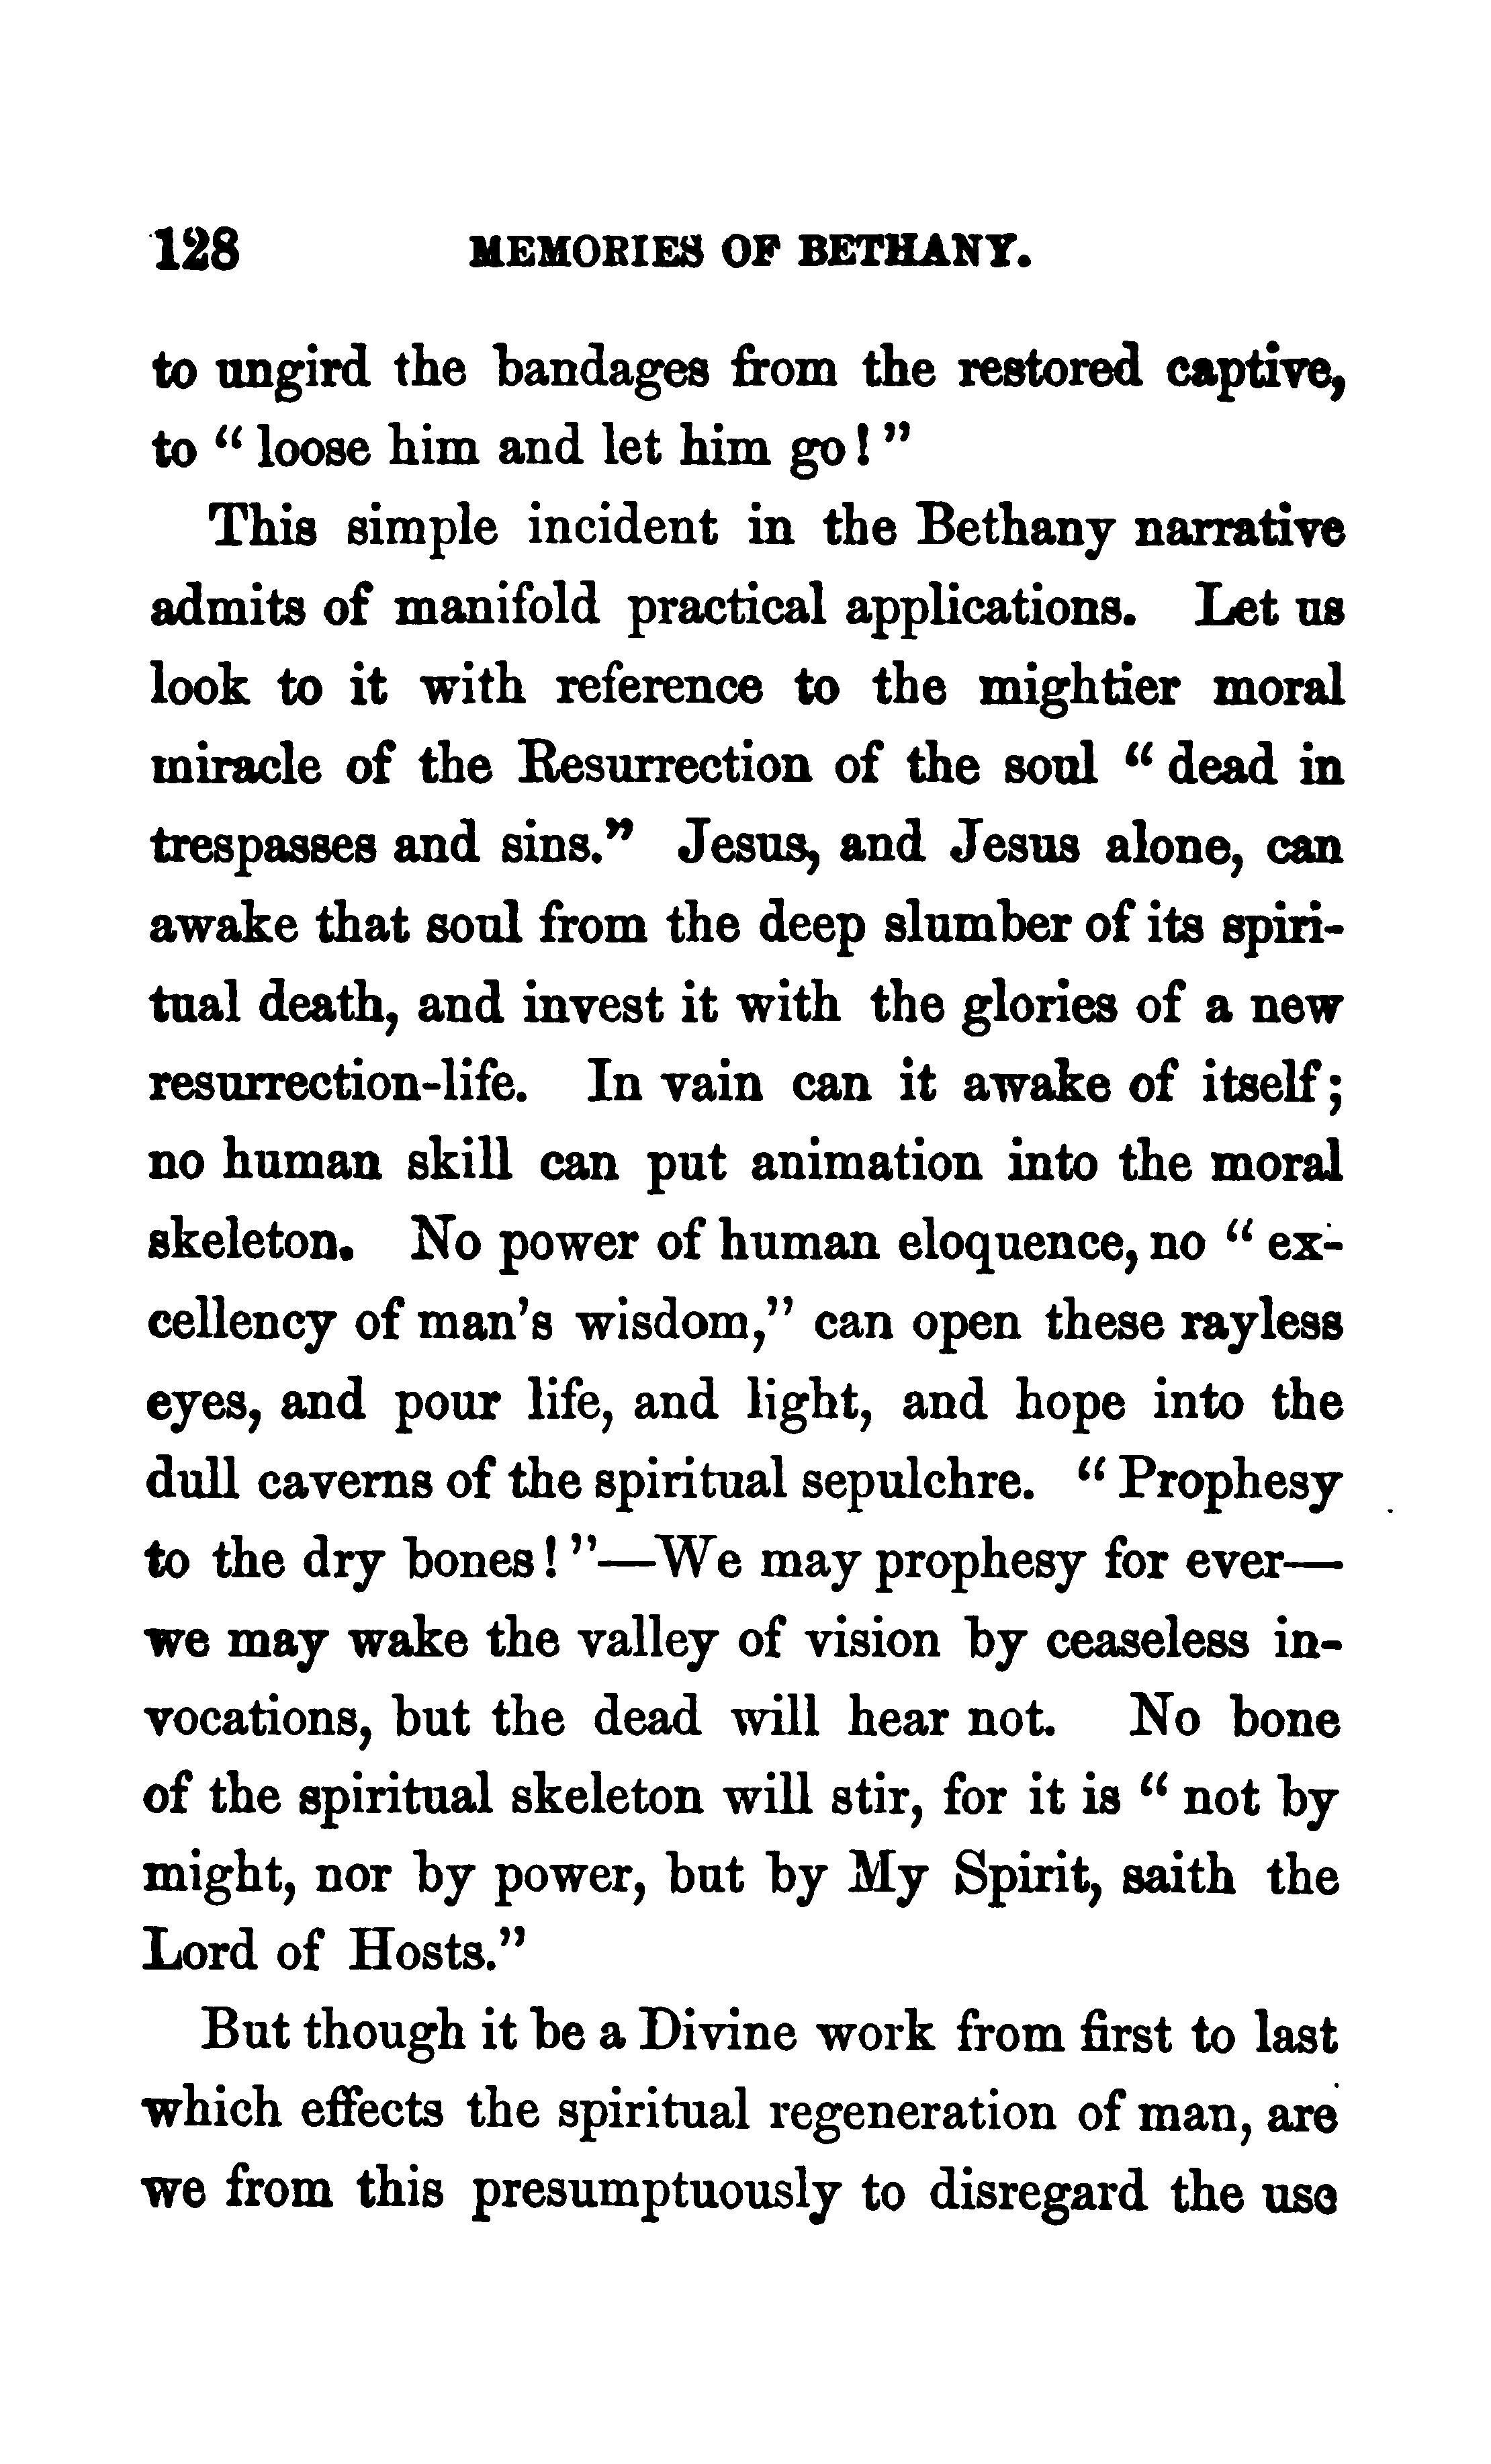 128 MEMORIES OF BETHANY.
to ungird the bandages from the restored captive,
to “ loose him and let him go! ”
This simple incident in the Bethany narrative
admits of manifold practical applications. Let us
look to it with reference to the mightier moral
miracle of the Resurrection of the soul “ dead in
trespasses and sins.” Jesus, and Jesus alone, can
awake that soul from the deep slumber of its spiri-
tual death, and invest it with the glories of a new
resurrection-life. In vain can it awake of itself;
no human skill can put animation into the moral
skeleton. No power of human eloquence, no “ ex-
cellency of man’s wisdom,” can open these rayless
eyes, and pour life, and light, and hope into the
dull caverns of the spiritual sepulchre. “ Prophesy
to the dry bones! ”—We may prophesy for ever—
we may wake the valley of vision by ceaseless in-
vocations, but the dead will hear not. No bone
of the spiritual skeleton will stir, for it is “ not by
might, nor by power, but by My Spirit, saith the
Lord of Hosts.”
But though it be a Divine work from first to last
which effects the spiritual regeneration of man, are
we from this presumptuously to disregard the use